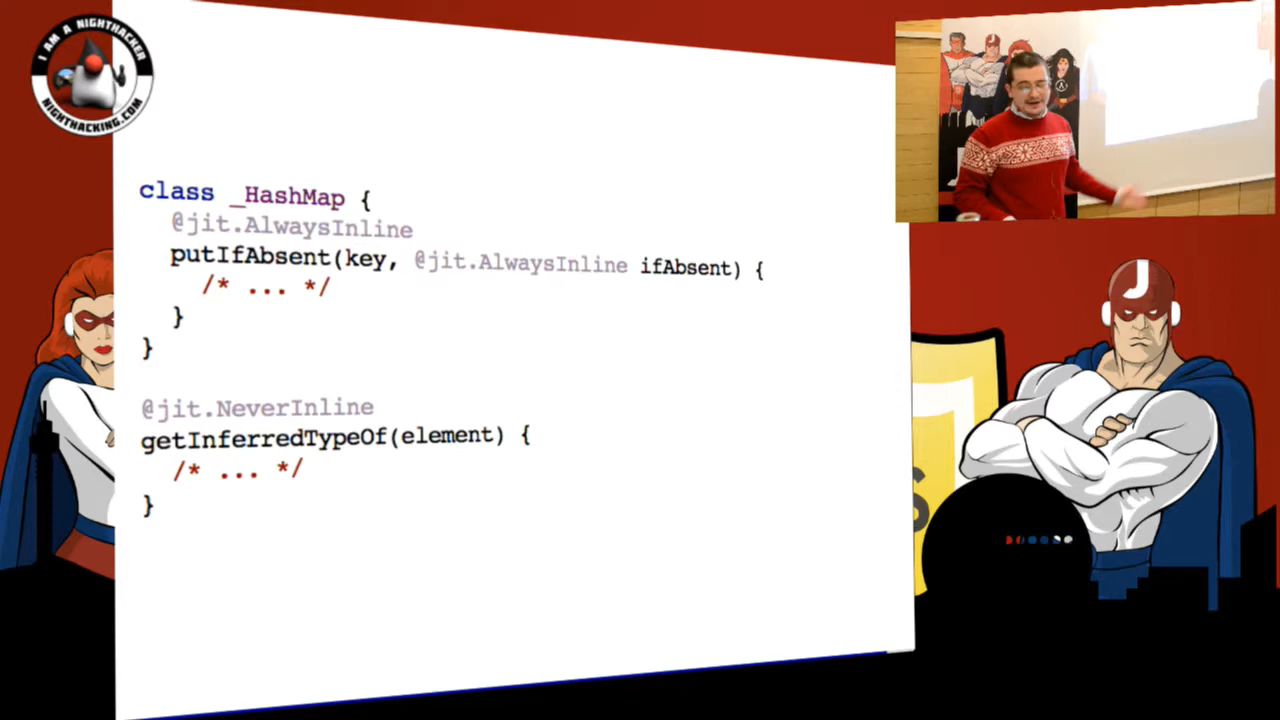 I AM A NIGHTHACKER
NIGHTHACKING.COM
class _HashMap {
@jit.AlwaysInline
putIfAbsent(key, @jit.AlwaysInline ifAbsent) {
/* ... */
}
}
@jit.NeverInline
getInferredTypeOf(element) {
/* ... */
}
J
S